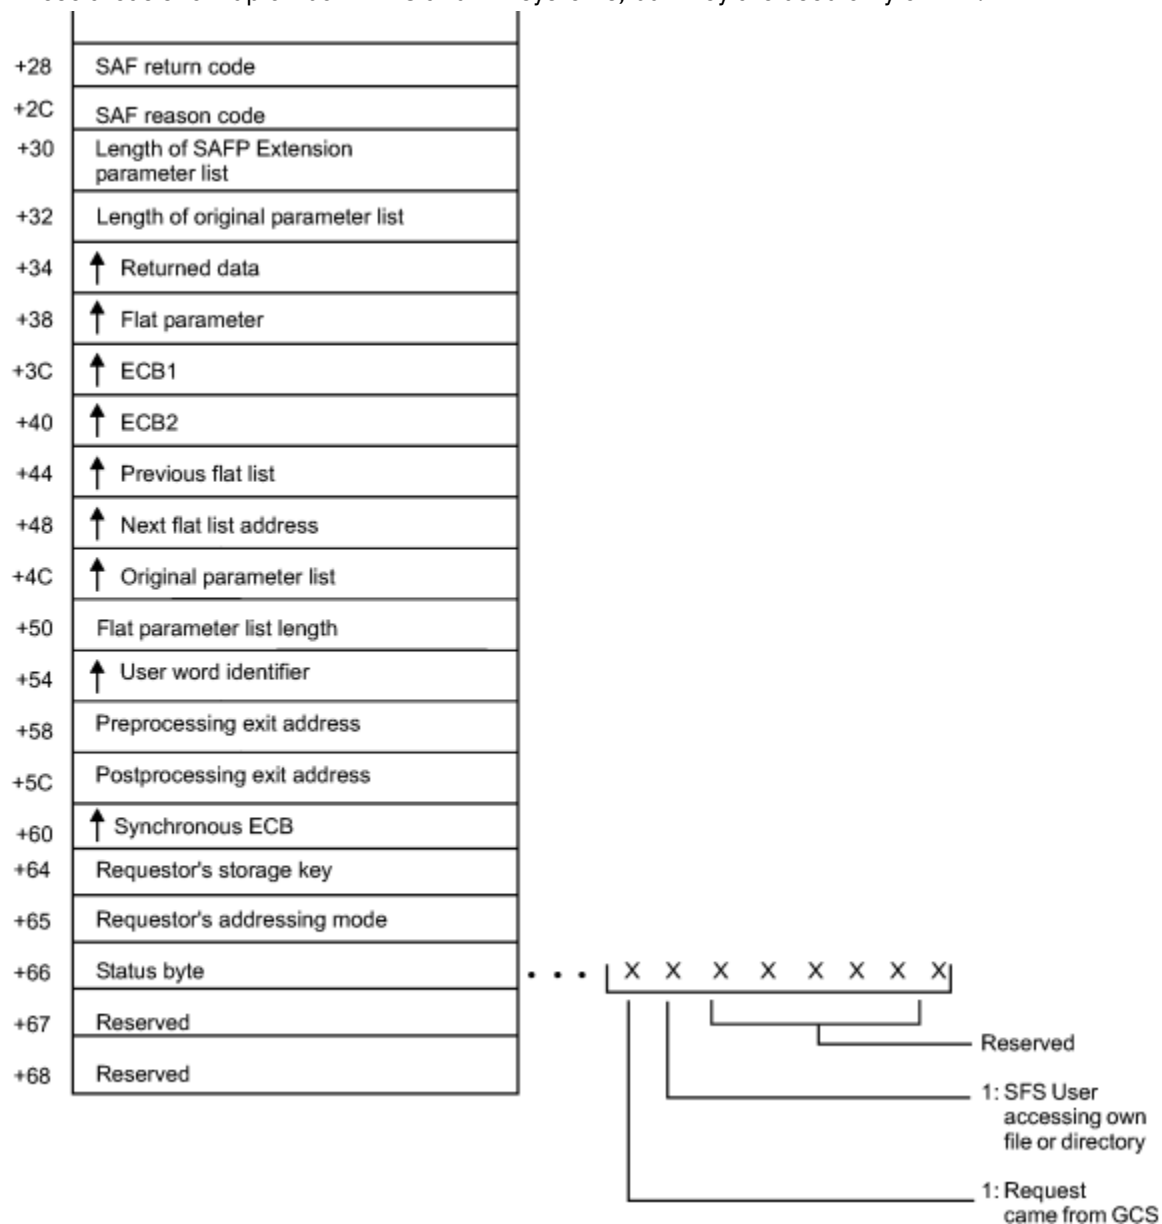 +28 SAF return code
+2C SAF reason code
+30 Length of SAFP Extension
parameter list
+32 Length of original parameter list
+34 Returned data
+38 Flat parameter
+3C ECB1
+40 ECB2
+44 Previous flat list
+48 Next flat list address
+4C Original parameter list
+50 Flat parameter list length
+54 User word identifier
+58 Preprocessing exit address
+5C Postprocessing exit address
+60 Synchronous ECB
+64 Requestor's storage key
+65 Requestor's addressing mode
+66 Status byte . . . X X X X X X X X
+67 Reserved
Reserved
+68 Reserved
1: SFS User
accessing own
file or directory
1: Request
came from GCS